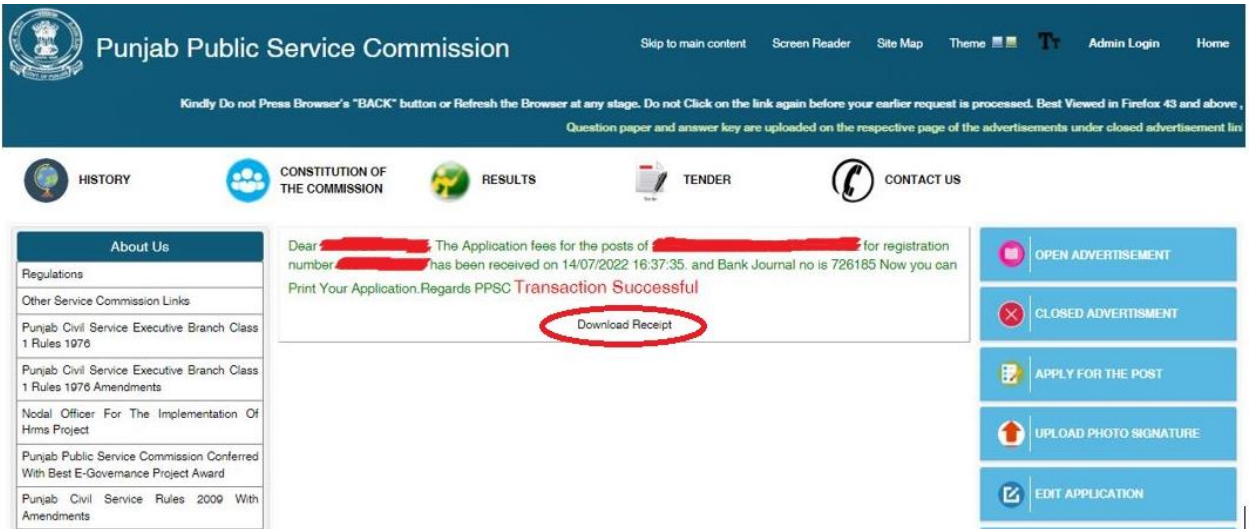 Punjab Public Service Commission
Skip to main content Screen Reader Site Map Theme Tт Admin Login Home
Kindly Do not Press Browser's "BACK" button or Refresh the Browser at any stage. Do not Click on the link again before your earlier request is processed. Best Viewed in Firefox 43 and above ,
Question paper and answer key are uploaded on the respective page of the advertisements under closed advertisement lin
HISTORY
CONSTITUTION OF
THE COMMISSION
RESULTS
TENDER
CONTACT US
About Us
Regulations
Other Service Commission Links
Punjab Civil Service Executive Branch Class
1 Rules 1976
Punjab Civil Service Executive Branch Class
1 Rules 1976 Amendments
Nodal Officer For The Implementation Of
Hrms Project
Punjab Public Service Commission Conferred
With Best E-Governance Project Award
Punjab Civil Service Rules 2009 With
Amendments
Dear , The Application fees for the posts of for registration
number has been received on 14/07/2022 16:37:35. and Bank Journal no is 726185 Now you can
Print Your Application.Regards PPSC Transaction Successful
Download Receipt
OPEN ADVERTISEMENT
CLOSED ADVERTISMENT
APPLY FOR THE POST
UPLOAD PHOTO SIGNATURE
EDIT APPLICATION